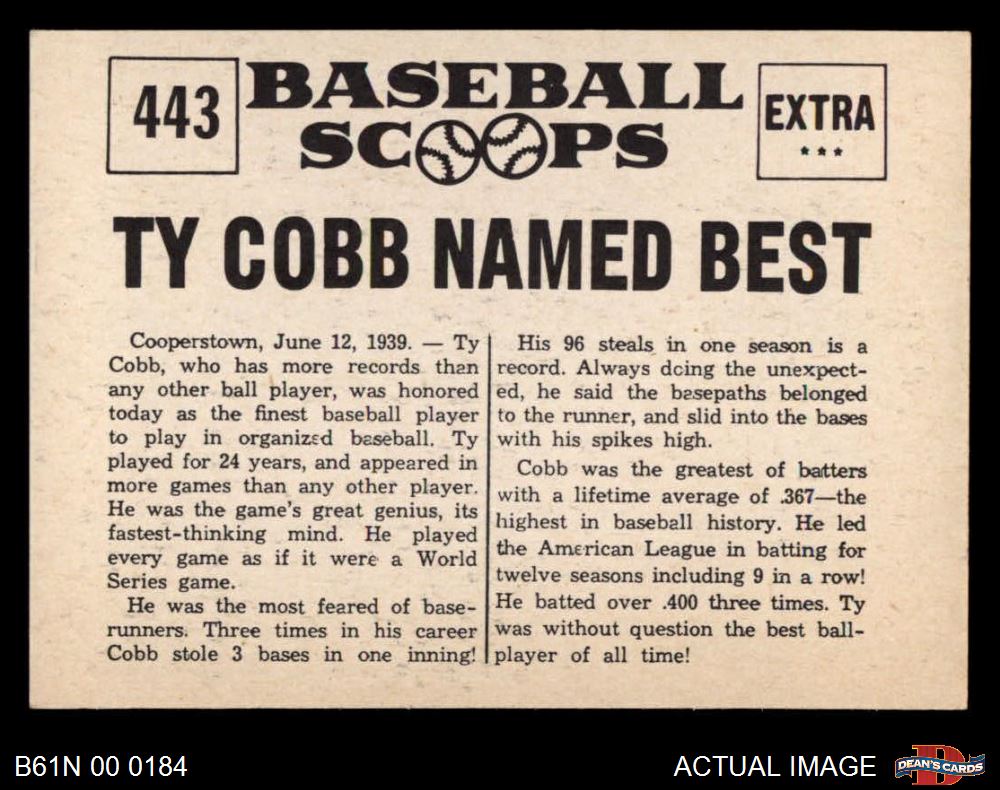 443
BASEBALL
SCOOPS
EXTRA
***
TY COBB NAMED BEST
Cooperstown, June 12, 1939. — Ty
Cobb, who has more records than
any other ball player, was honored
today as the finest baseball player
to play in organized baseball. Ty
played for 24 years, and appeared in
more games than any other player.
He was the game's great genius, its
fastest-thinking mind. He played
every game as if it were a World
Series game.
He was the most feared of base-
runners. Three times in his career
Cobb stole 3 bases in one inning!
His 96 steals in one season is a
record. Always doing the unexpect-
ed, he said the basepaths belonged
to the runner, and slid into the bases
with his spikes high.
Cobb was the greatest of batters
with a lifetime average of .367—the
highest in baseball history. He led
the American League in batting for
twelve seasons including 9 in a row!
He batted over .400 three times. Ty
was without question the best ball-
player of all time!
B61N 00 0184
ACTUAL IMAGE
D
DEAN'S CARDS